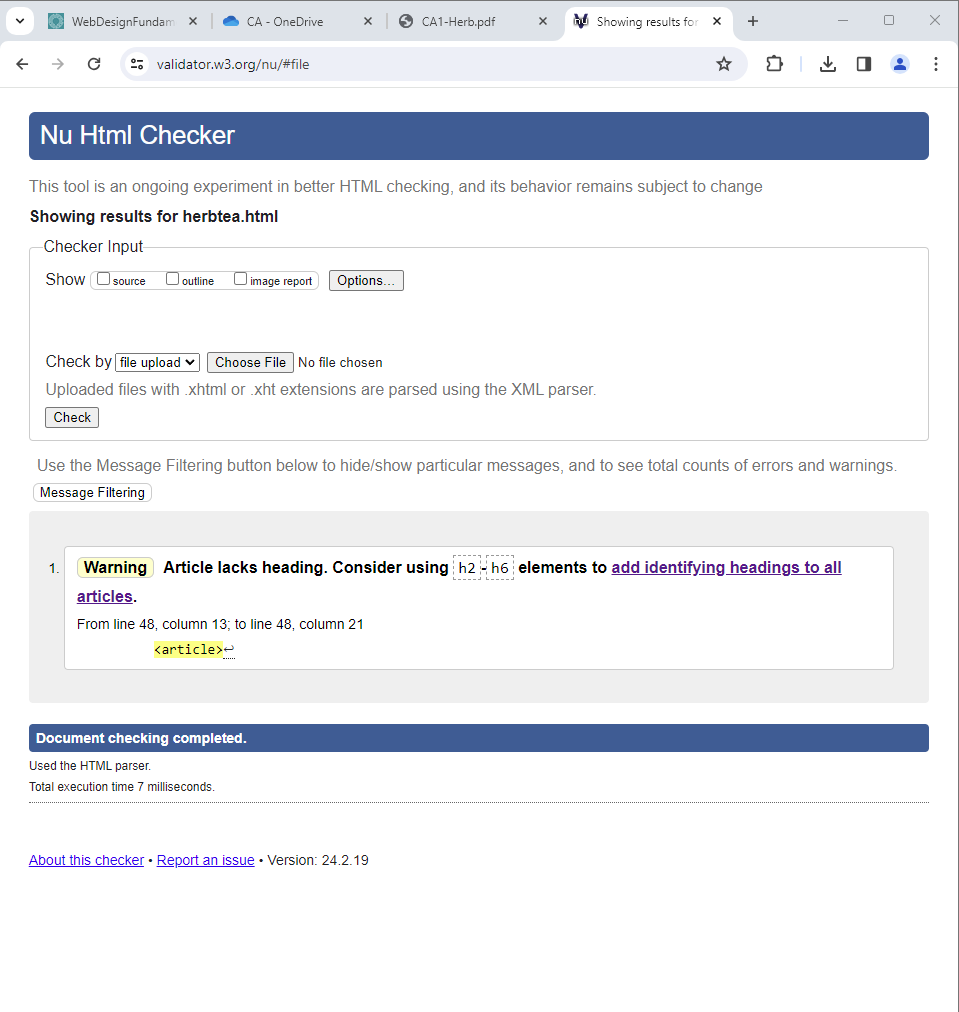 WebDesignFundam
CA - OneDrive
CA1-Herb.pdf
Showing results for
validator.w3.org/nu/#file
Nu Html Checker
This tool is an ongoing experiment in better HTML checking, and its behavior remains subject to change
Showing results for herbtea.html
Checker Input
Show source outline image report Options...
Check by file upload Choose File No file chosen
Uploaded files with .xhtml or .xht extensions are parsed using the XML parser.
Check
Use the Message Filtering button below to hide/show particular messages, and to see total counts of errors and warnings.
Message Filtering
1. Warning Article lacks heading. Consider using h2-h6 elements to add identifying headings to all
articles.
From line 48, column 13; to line 48, column 21
<article>↩
Document checking completed.
Used the HTML parser.
Total execution time 7 milliseconds.
About this checker • Report an issue • Version: 24.2.19